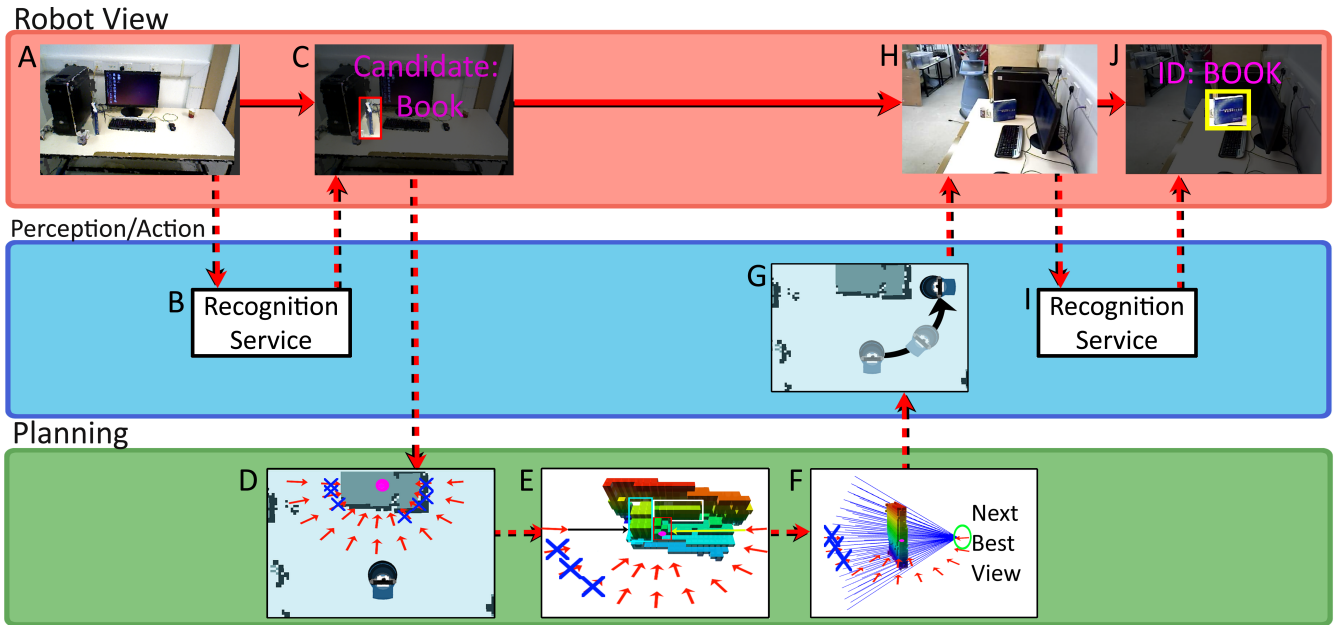 Robot View
A
C
Candidate:
Book
H
J
ID: BOOK
Perception/Action
B
Recognition
Service
G
I
Recognition
Service
Planning
D
E
F
Next
Best
View